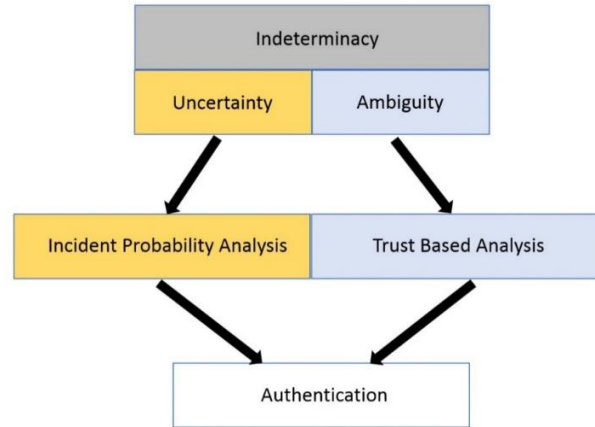 Indeterminacy
Uncertainty
Ambiguity
Incident Probability Analysis
Trust Based Analysis
Authentication